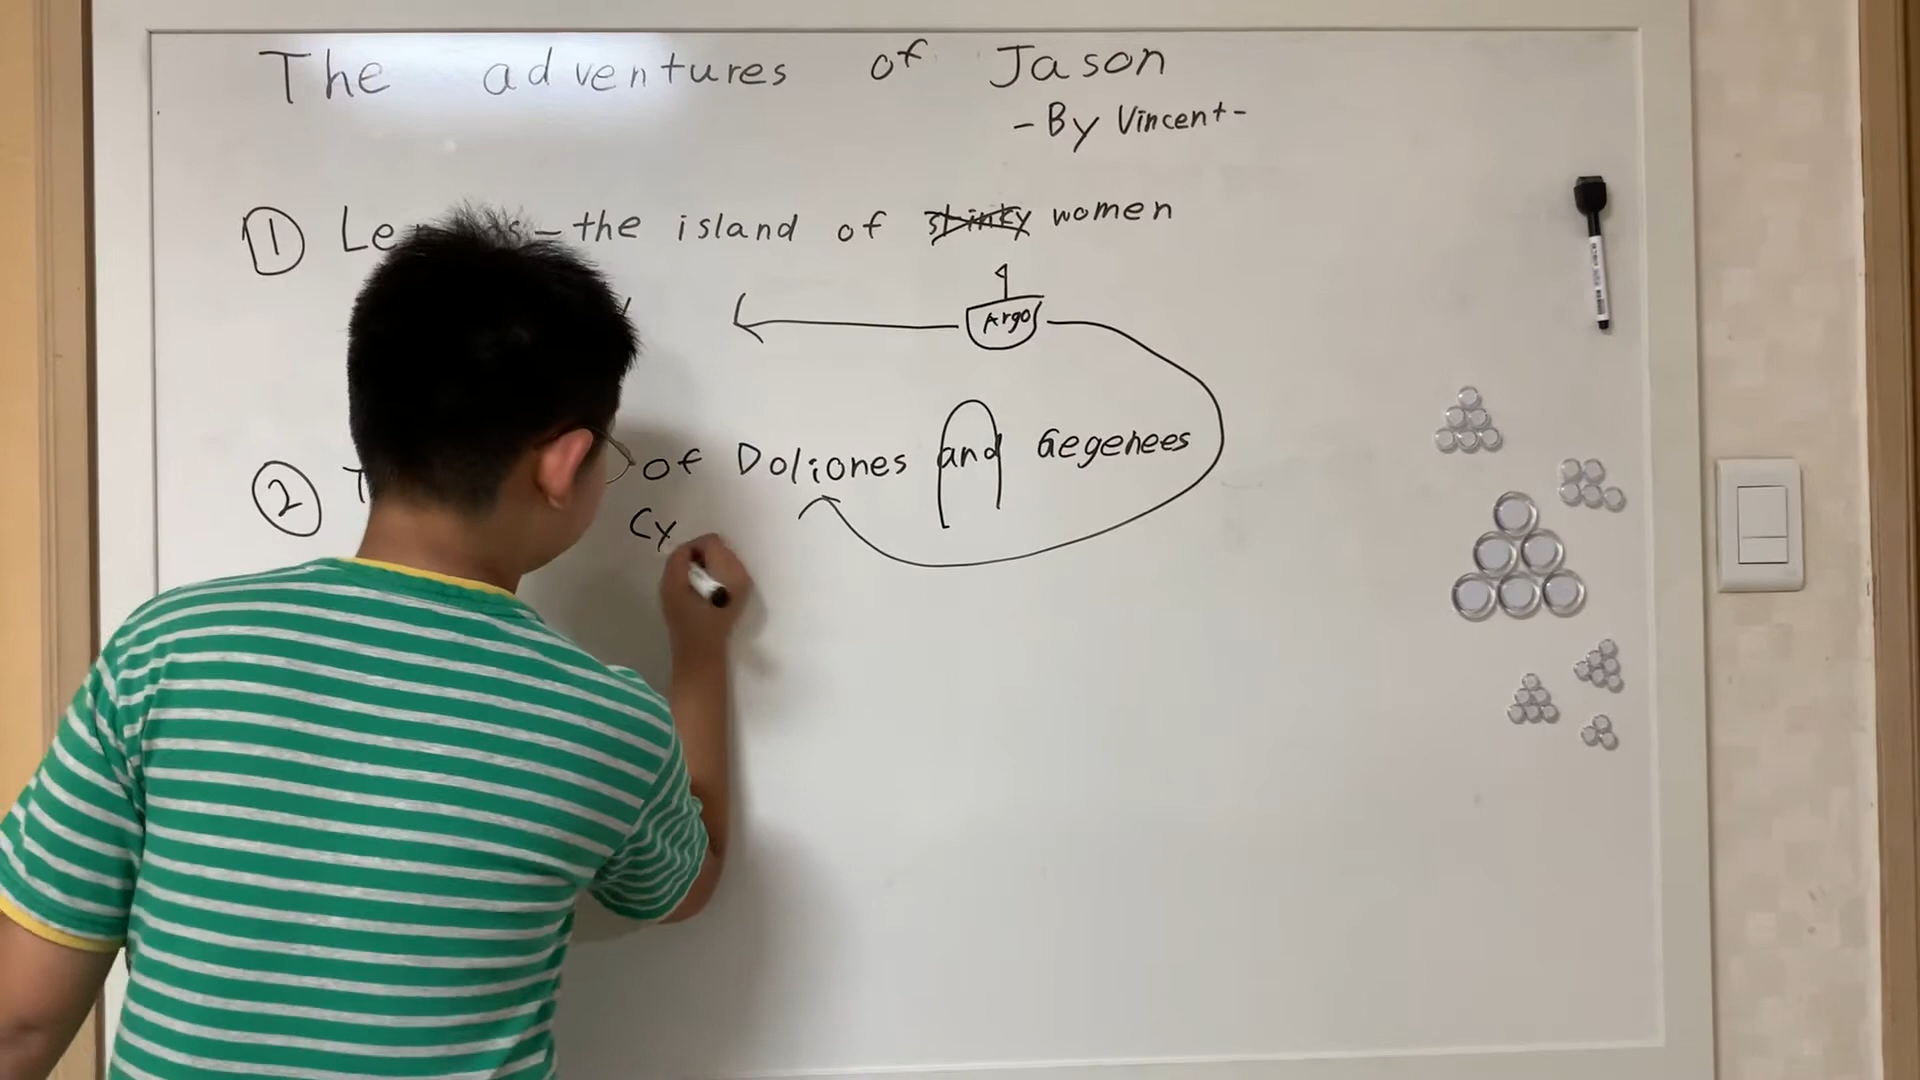 The adventures of Jason
- By Vincent -
① the island of stinky women
Argo
② of Doliones and Gegenees
Cy